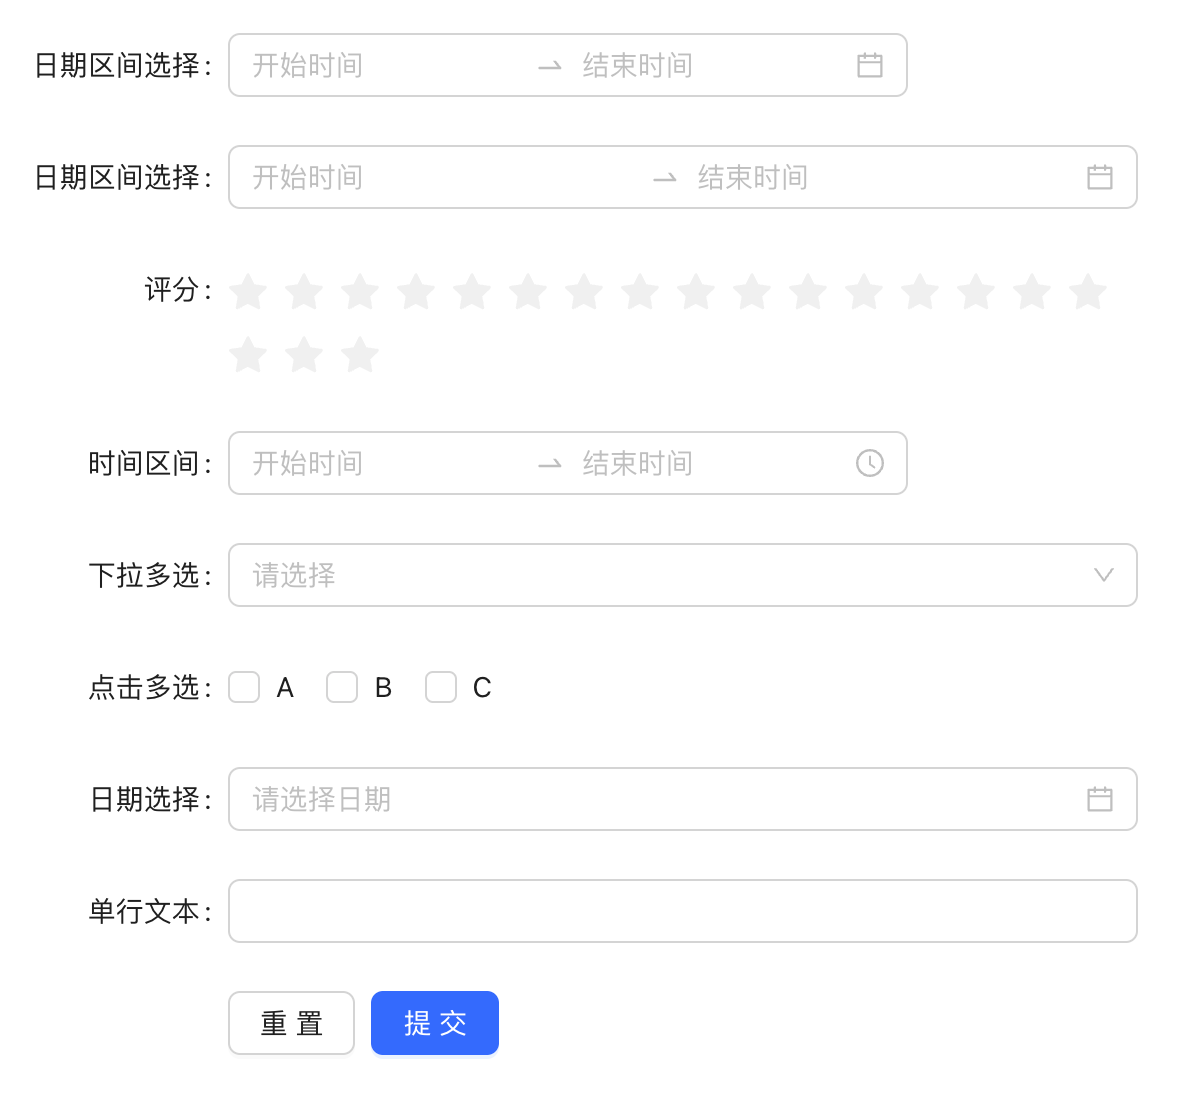 日期区间选择: 开始时间 结束时间
日期区间选择: 开始时间 结束时间
评分:
时间区间: 开始时间 结束时间
下拉多选: 请选择
点击多选: A B C
日期选择: 请选择日期
单行文本:
重 置 提 交